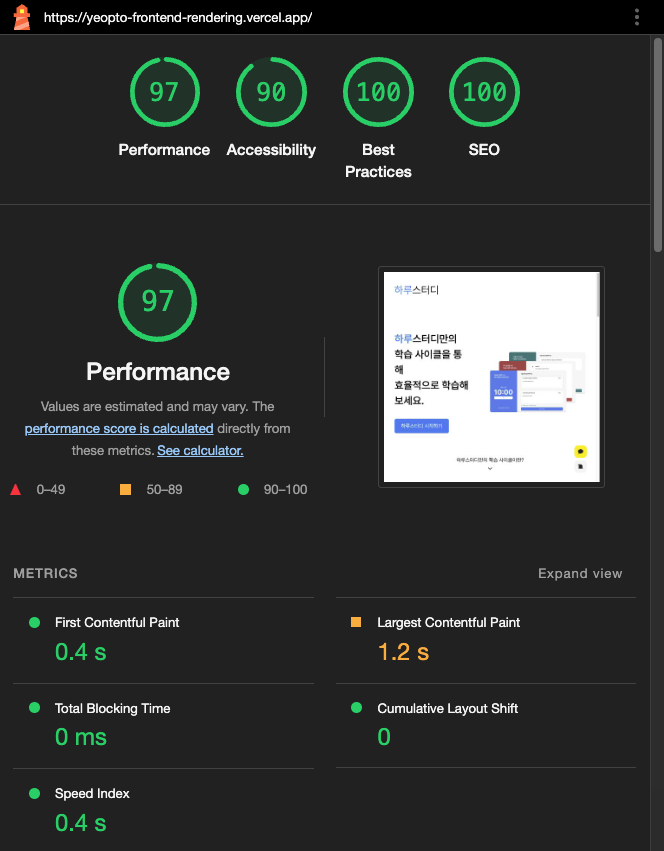 https://yeopto-frontend-rendering.vercel.app/
97
90
100
100
Performance
Accessibility
Best
Practices
SEO
97
Performance
Values are estimated and may vary. The
performance score is calculated directly from
these metrics. See calculator.
0–49
50–89
90–100
하루스터디
하루스터디만의
학습 사이클을 통
해
효율적으로 학습해
보세요.
하루스터디 시작하기
10:00
하루스터디만의 학습 사이클이란?
METRICS
Expand view
First Contentful Paint
0.4 s
Largest Contentful Paint
1.2 s
Total Blocking Time
0 ms
Cumulative Layout Shift
0
Speed Index
0.4 s